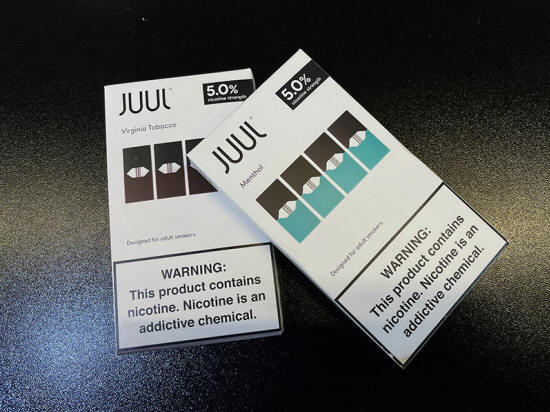 JUUL
5.0%
nicotine strength
Virginia Tobacco
Designed for adult smokers.
WARNING:
This product contains
nicotine. Nicotine is an
addictive chemical.
JUUL
5.0%
nicotine strength
Menthol
Designed for adult smokers.
WARNING:
This product contains
nicotine. Nicotine is an
addictive chemical.